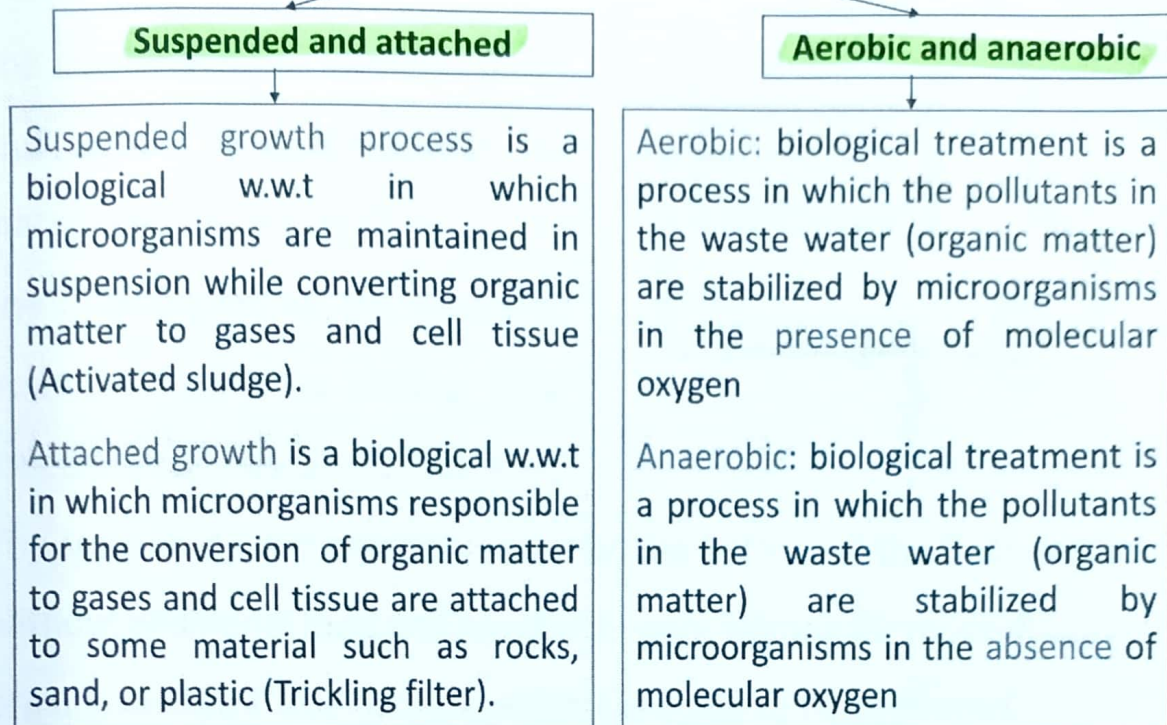 Suspended and attached
Suspended growth process is a
biological w.w.t in which
microorganisms are maintained in
suspension while converting organic
matter to gases and cell tissue
(Activated sludge).
Attached growth is a biological w.w.t
in which microorganisms responsible
for the conversion of organic matter
to gases and cell tissue are attached
to some material such as rocks,
sand, or plastic (Trickling filter).
Aerobic and anaerobic
Aerobic: biological treatment is a
process in which the pollutants in
the waste water (organic matter)
are stabilized by microorganisms
in the presence of molecular
oxygen
Anaerobic: biological treatment is
a process in which the pollutants
in the waste water (organic
matter) are stabilized by
microorganisms in the absence of
molecular oxygen